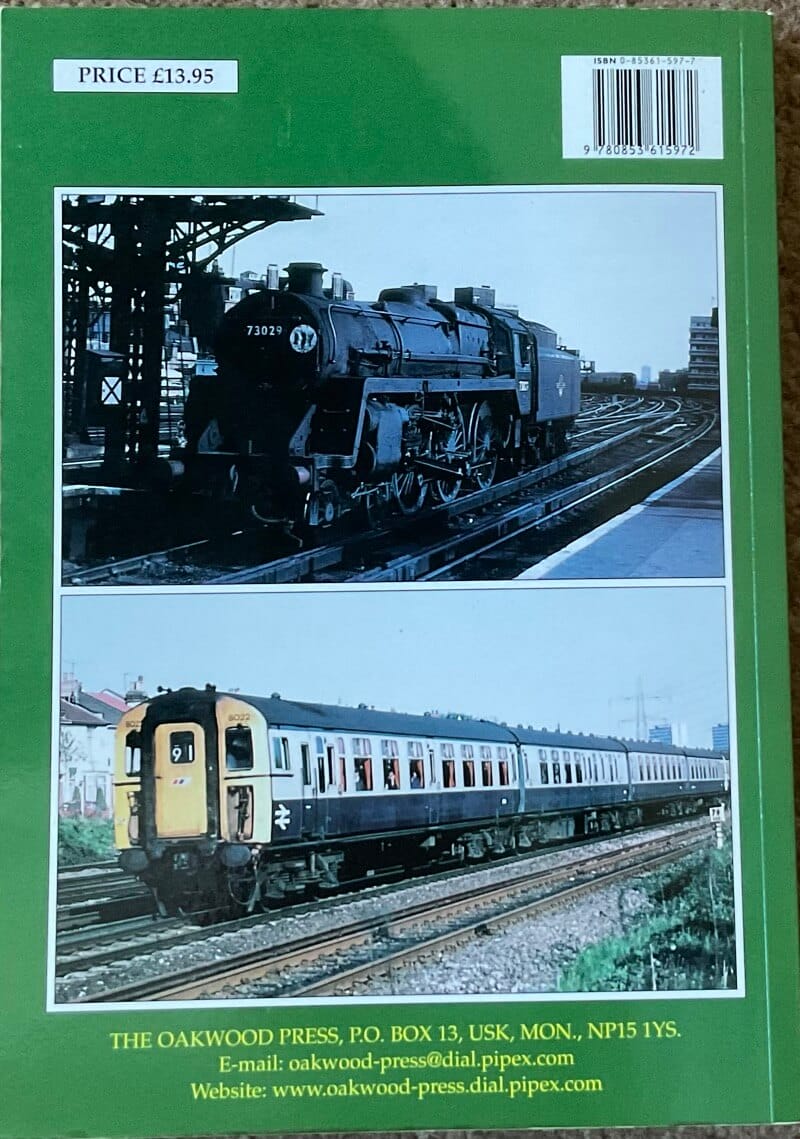 PRICE £13.95
ISBN 0-85361-597-7
9 780853 615972
73029
8022
91
THE OAKWOOD PRESS, P.O. BOX 13, USK, MON., NP15 1YS.
E-mail: oakwood-press@dial.pipex.com
Website: www.oakwood-press.dial.pipex.com